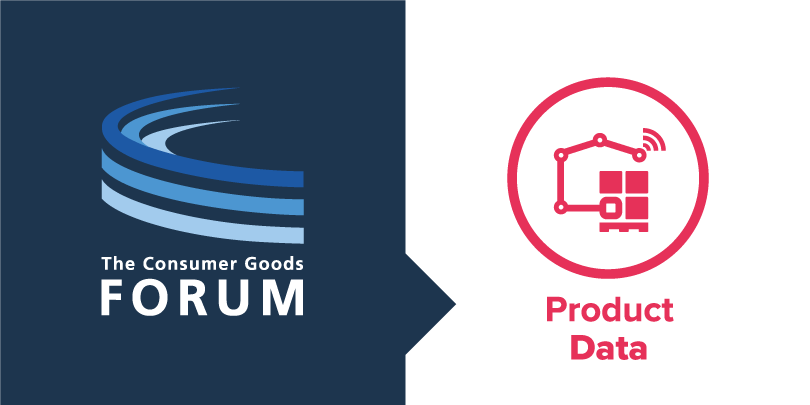 The Consumer Goods
FORUM
Product
Data